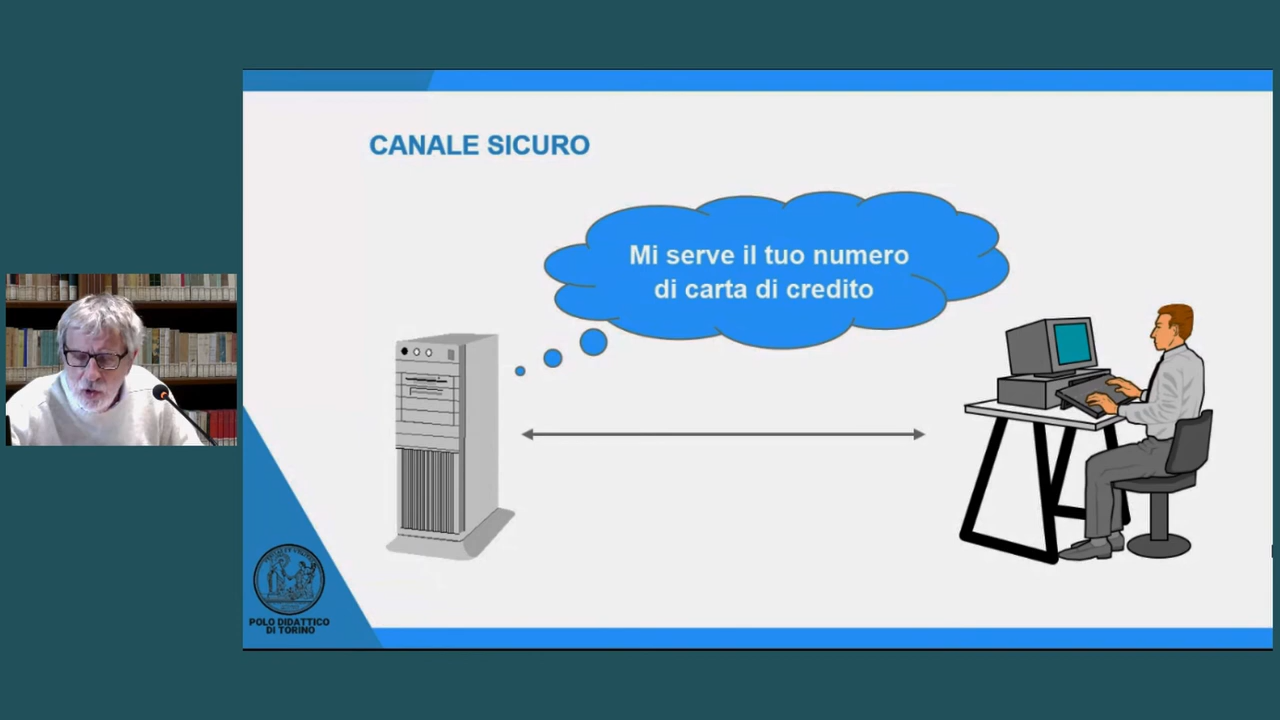 CANALE SICURO
Mi serve il tuo numero
di carta di credito
POLO DIDATTICO
DI TORINO